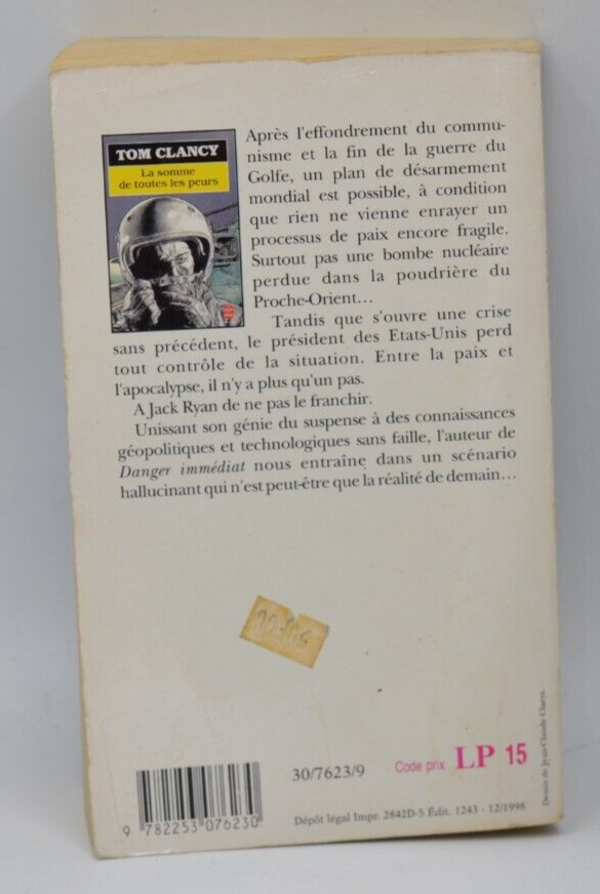 TOM CLANCY
La somme
de toutes les peurs
Après l'effondrement du commu-
nisme et la fin de la guerre du
Golfe, un plan de désarmement
mondial est possible, à condition
que rien ne vienne enrayer un
processus de paix encore fragile.
Surtout pas une bombe nucléaire
perdue dans la poudrière du
Proche-Orient...
Tandis que s'ouvre une crise
sans précédent, le président des Etats-Unis perd
tout contrôle de la situation. Entre la paix et
l'apocalypse, il n'y a plus qu'un pas.
A Jack Ryan de ne pas le franchir.
Unissant son génie du suspense à des connaissances
géopolitiques et technologiques sans faille, l'auteur de
Danger immédiat nous entraîne dans un scénario
hallucinant qui n'est peut-être que la réalité de demain...
30/7623/9
Code prix LP 15
9 782253 076230
Dépôt légal Impr. 2842D-5 Édit. 1243 - 12/1998
Dessin de Jean-Claude Claeys.